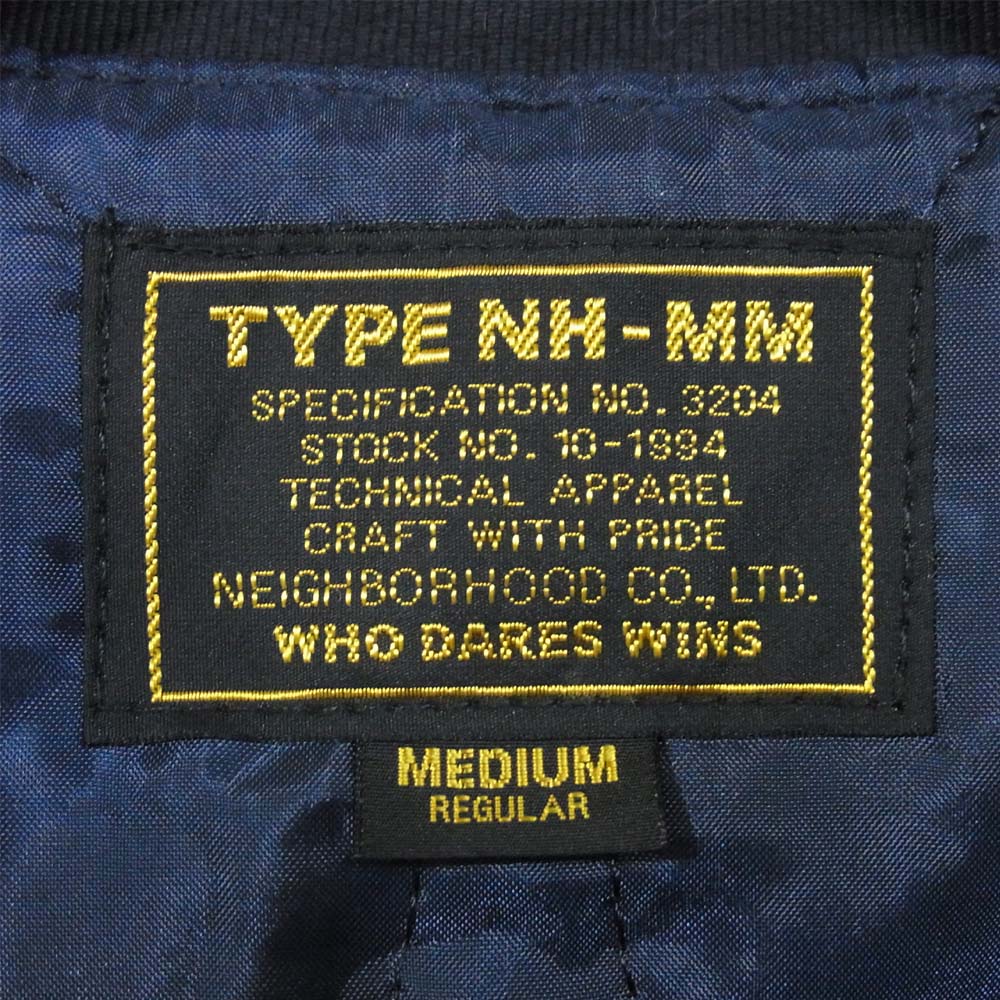 TYPE NH-MM
SPECIFICATION NO. 3204
STOCK NO. 10-1994
TECHNICAL APPAREL
CRAFT WITH PRIDE
NEIGHBORHOOD CO., LTD.
WHO DARES WINS
MEDIUM
REGULAR